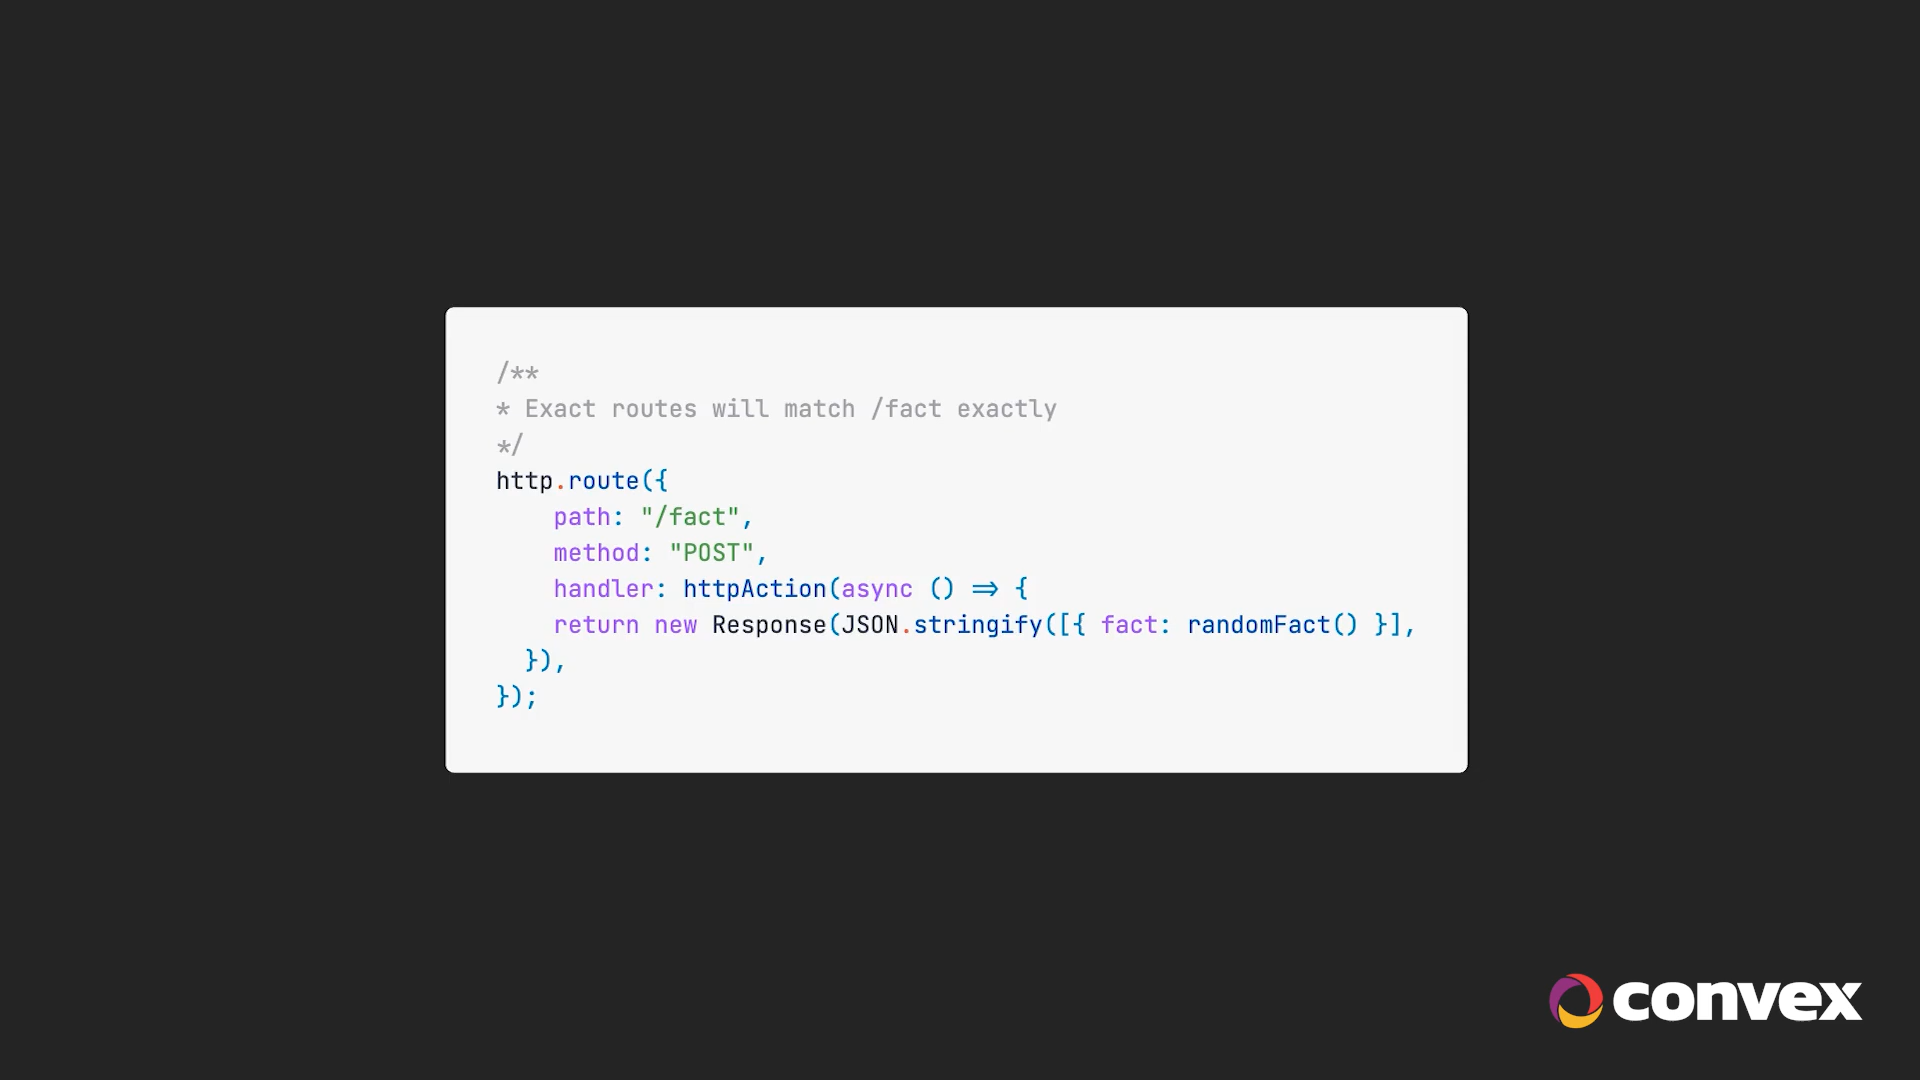 /**
* Exact routes will match /fact exactly
*/
http.route({
    path: "/fact",
    method: "POST",
    handler: httpAction(async () => {
    return new Response(JSON.stringify([{ fact: randomFact() }],
  }),
});
convex